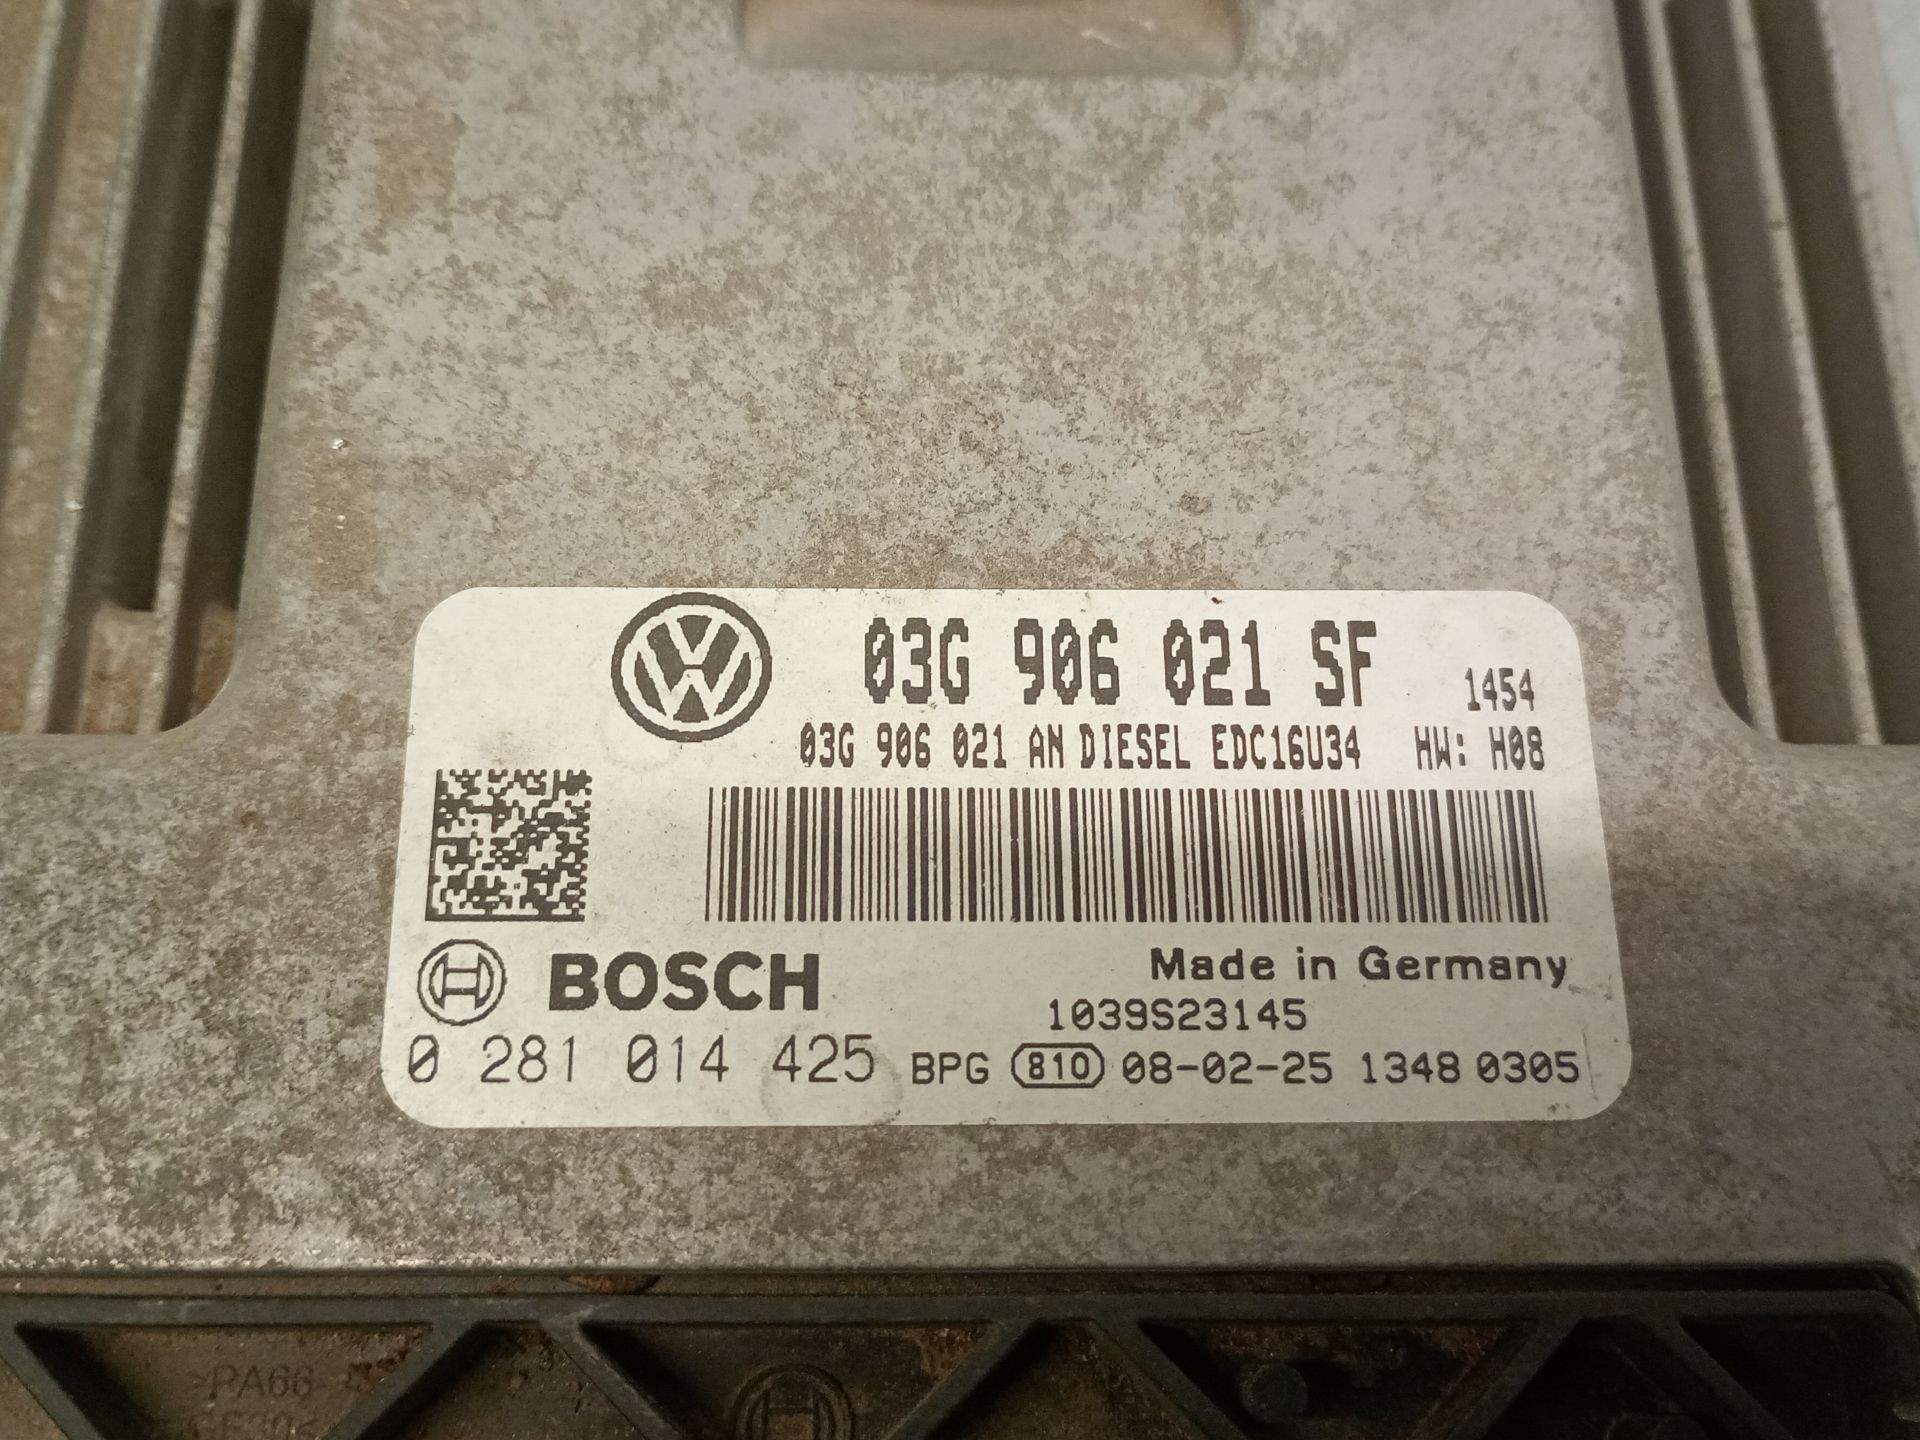 03G 906 021 SF 1454
03G 906 021 AN DIESEL EDC16U34 HW: H08
BOSCH
Made in Germany
1039S23145
0 281 014 425 BPG 810 08-02-25 1348 0305
>PA66-